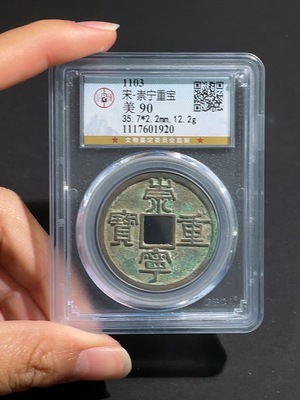 1103
宋-崇宁重宝
美 90
35.7*2.2mm,12.2g
1117601920
崇
寶 重
寧